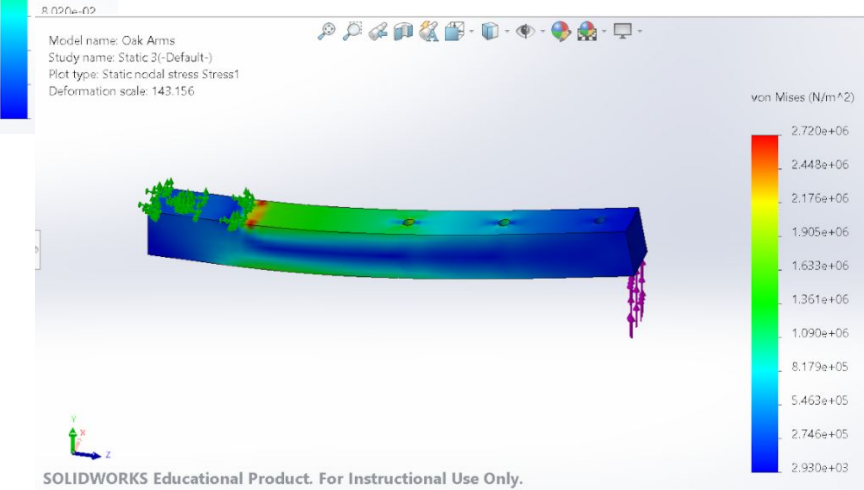 8.020e-02
Model name: Oak Arms
Study name: Static 3(-Default-)
Plot type: Static nodal stress Stress1
Deformation scale: 143.156
von Mises (N/m^2)
2.720e+06
2.448e+06
2.176e+06
1.905e+06
1.633e+06
1.361e+06
1.090e+06
8.179e+05
5.463e+05
2.746e+05
2.930e+03
Y
X
Z
SOLIDWORKS Educational Product. For Instructional Use Only.